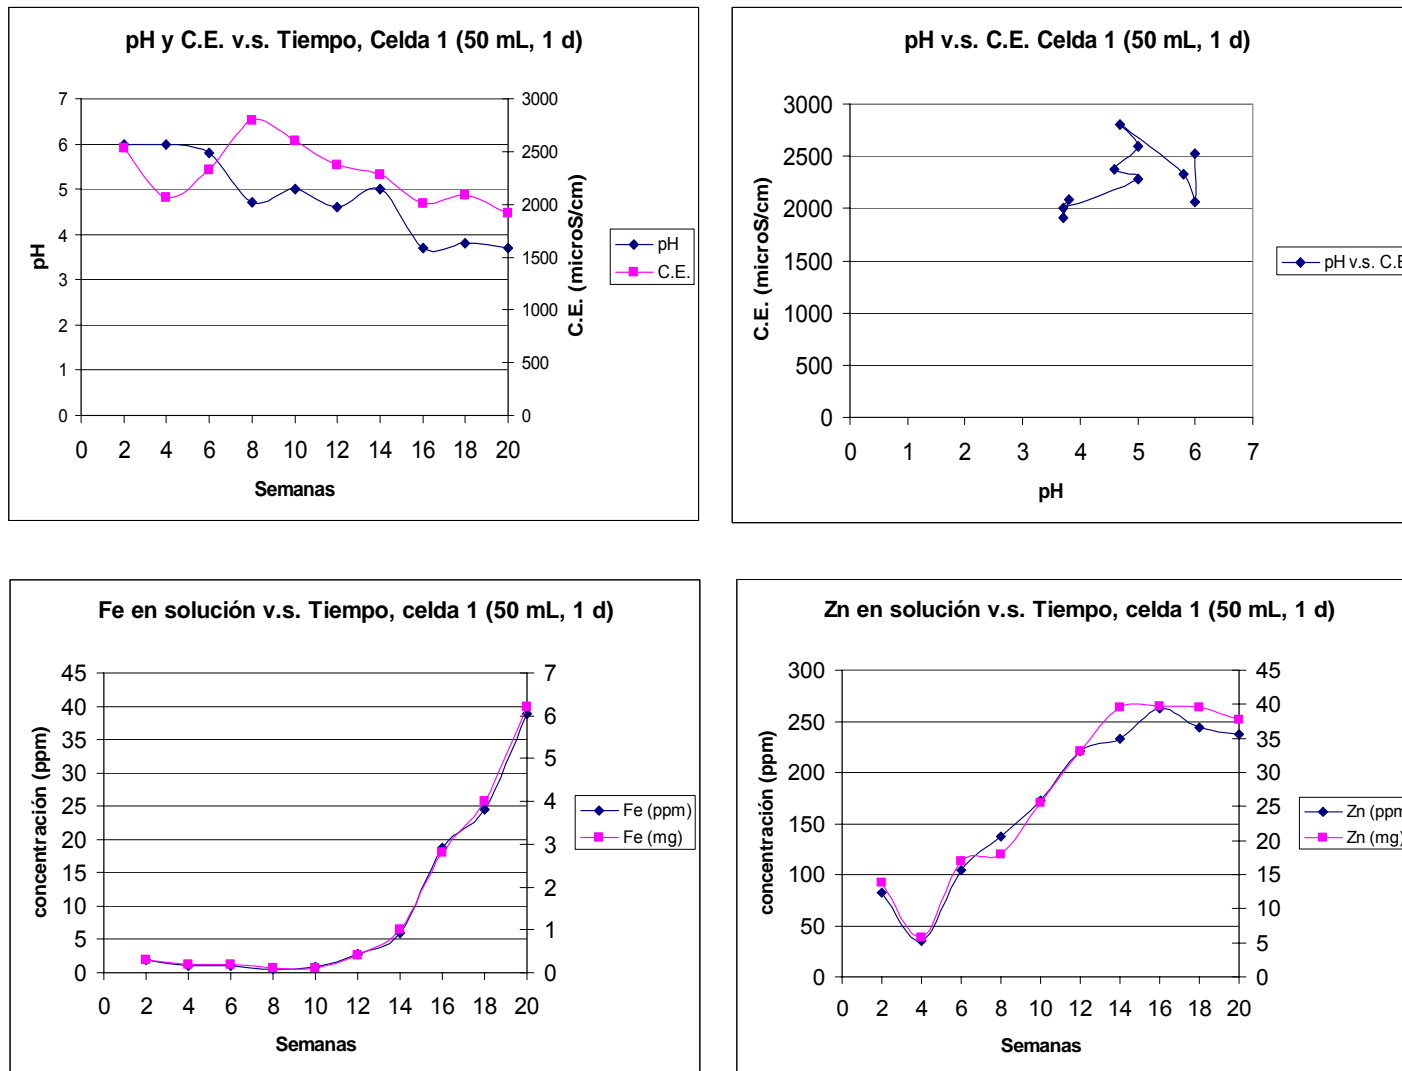 pH y C.E. v.s. Tiempo, Celda 1 (50 mL, 1 d)
7
6
5
4
3
2
1
0
pH
3000
2500
2000
1500
1000
500
0
C.E. (microS/cm)
0 2 4 6 8 10 12 14 16 18 20
Semanas
pH
C.E.
pH v.s. C.E. Celda 1 (50 mL, 1 d)
3000
2500
2000
1500
1000
500
0
C.E. (microS/cm)
0 1 2 3 4 5 6 7
pH
pH v.s. C.E
Fe en solución v.s. Tiempo, celda 1 (50 mL, 1 d)
45
40
35
30
25
20
15
10
5
0
concentración (ppm)
7
6
5
4
3
2
1
0
0 2 4 6 8 10 12 14 16 18 20
Semanas
Fe (ppm)
Fe (mg)
Zn en solución v.s. Tiempo, celda 1 (50 mL, 1 d)
300
250
200
150
100
50
0
concentración (ppm)
45
40
35
30
25
20
15
10
5
0
0 2 4 6 8 10 12 14 16 18 20
Semanas
Zn (ppm
Zn (mg)